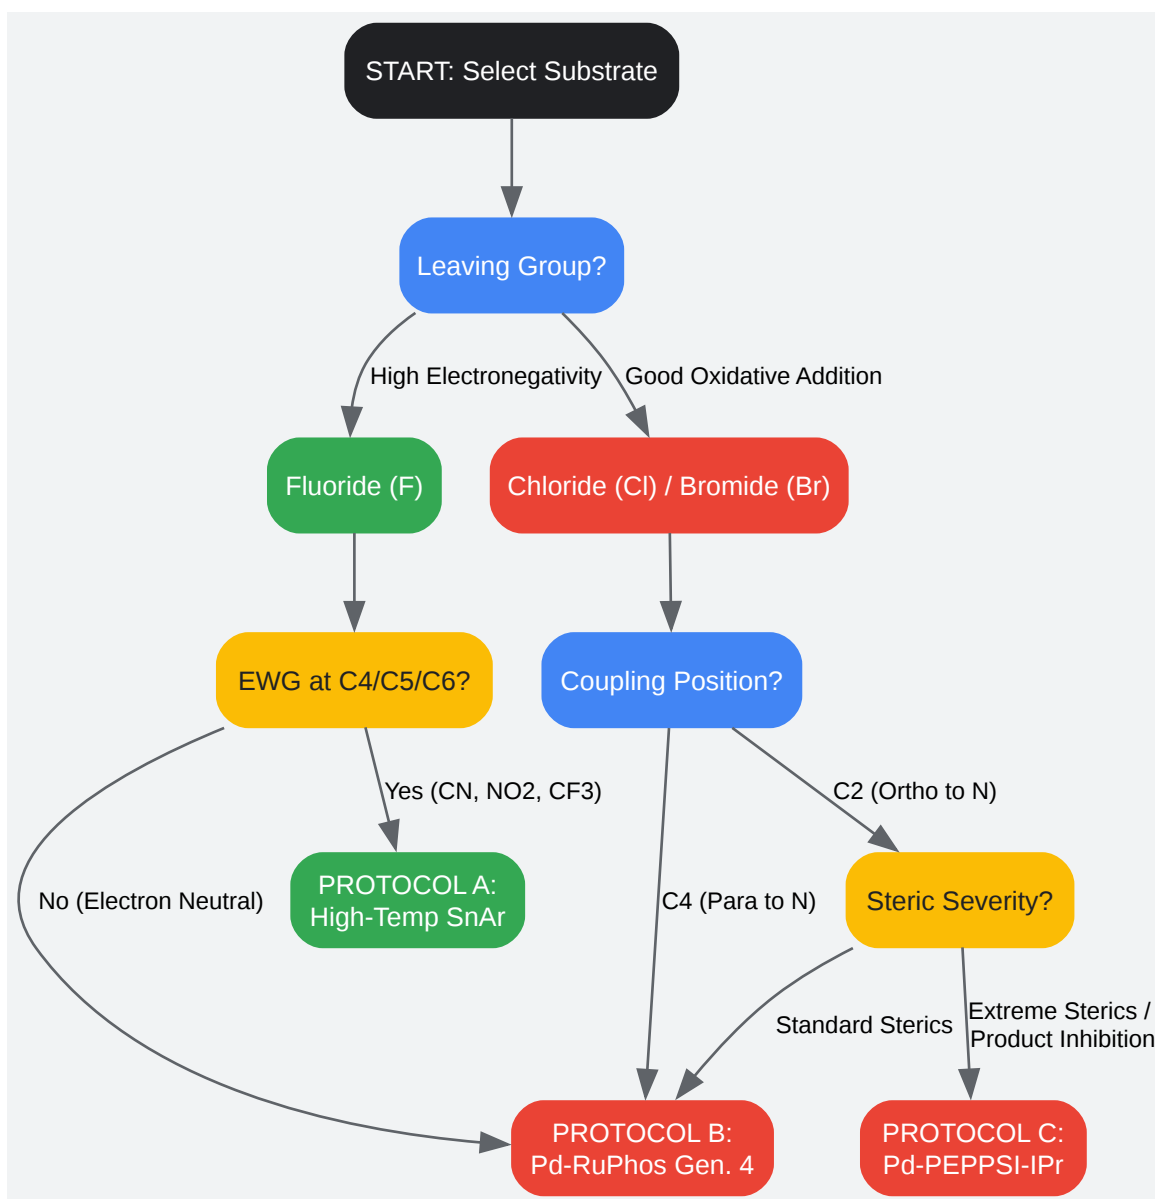 START: Select Substrate
Leaving Group?
High Electronegativity
Good Oxidative Addition
Fluoride (F)
Chloride (Cl) / Bromide (Br)
EWG at C4/C5/C6?
Coupling Position?
Yes (CN, NO2, CF3)
C2 (Ortho to N)
PROTOCOL A:
High-Temp SnAr
No (Electron Neutral)
C4 (Para to N)
Steric Severity?
Standard Sterics
Extreme Sterics /
Product Inhibition
PROTOCOL B:
Pd-RuPhos Gen. 4
PROTOCOL C:
Pd-PEPPSI-IPr